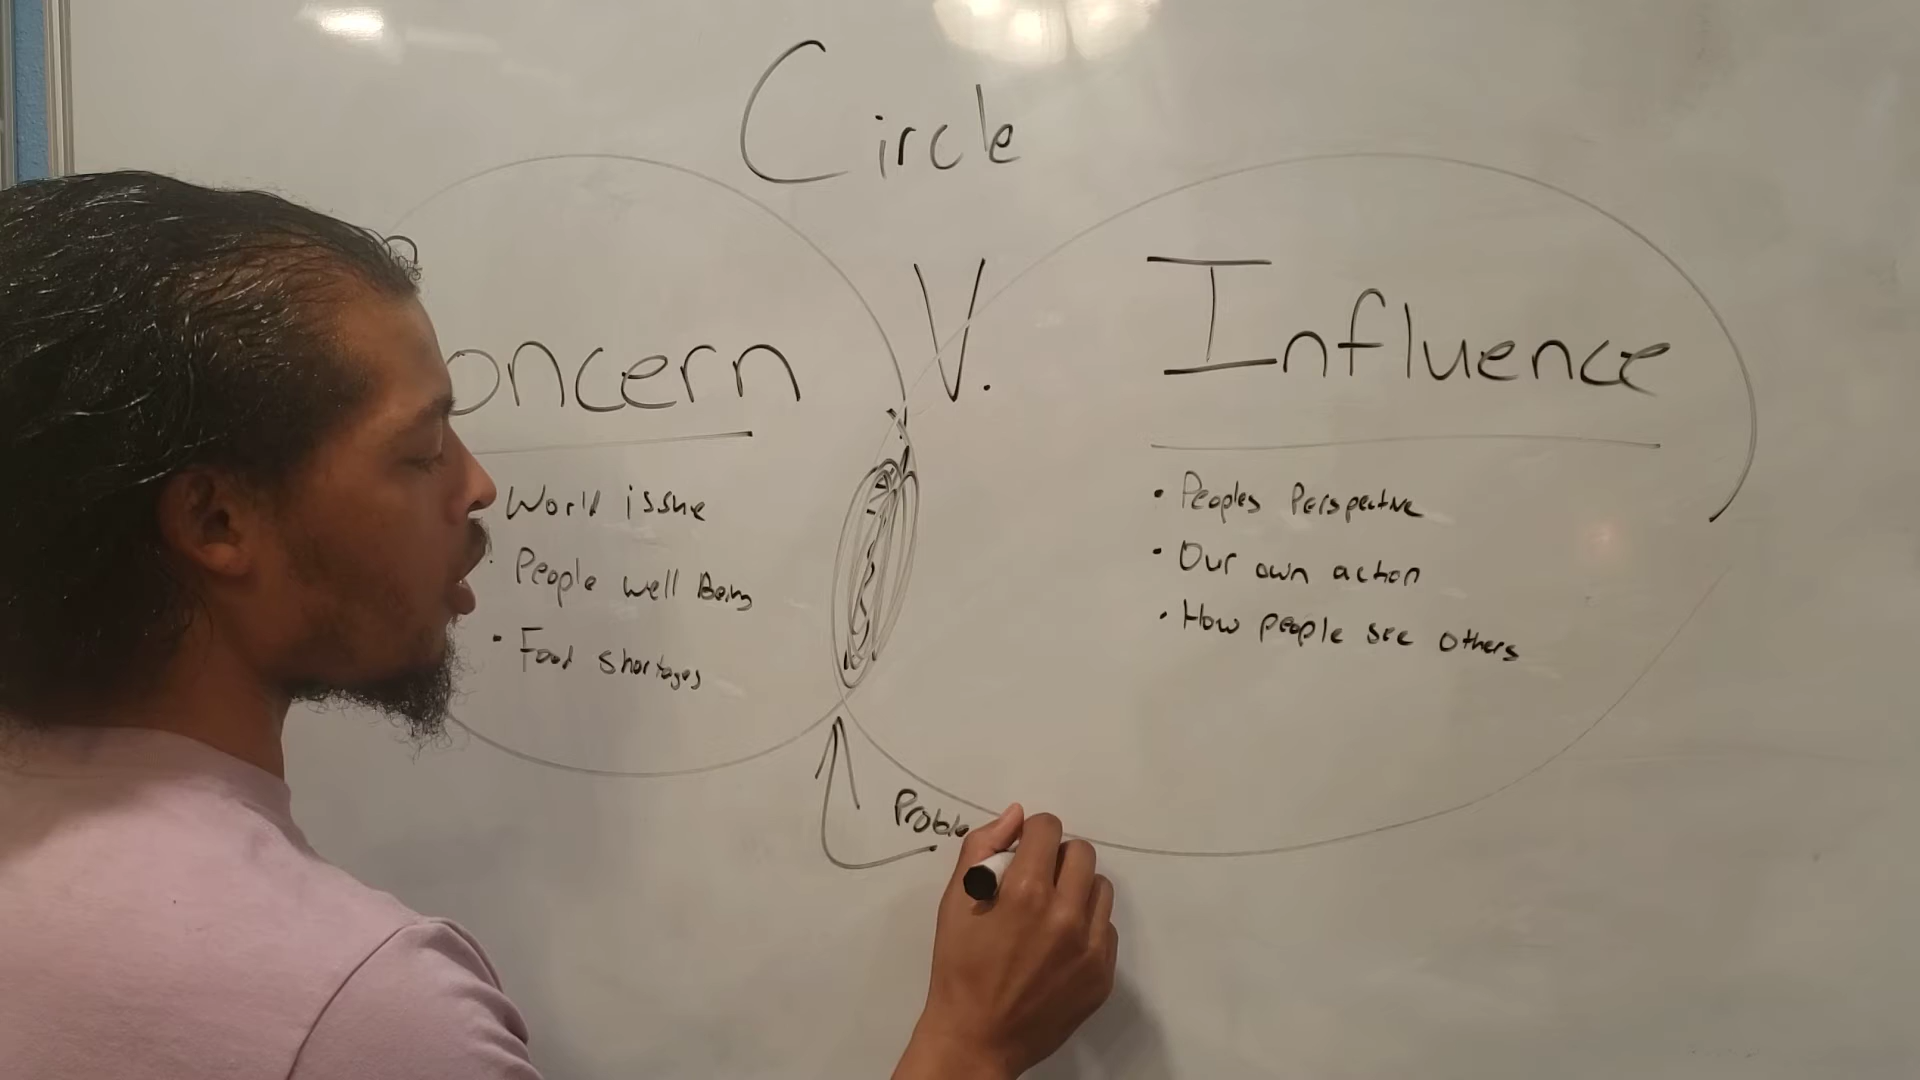 Circle
oncern V. Influence
World issue
People well Being
Food shortages
• Peoples Perspective
• Our own action
• How people see others
Proble